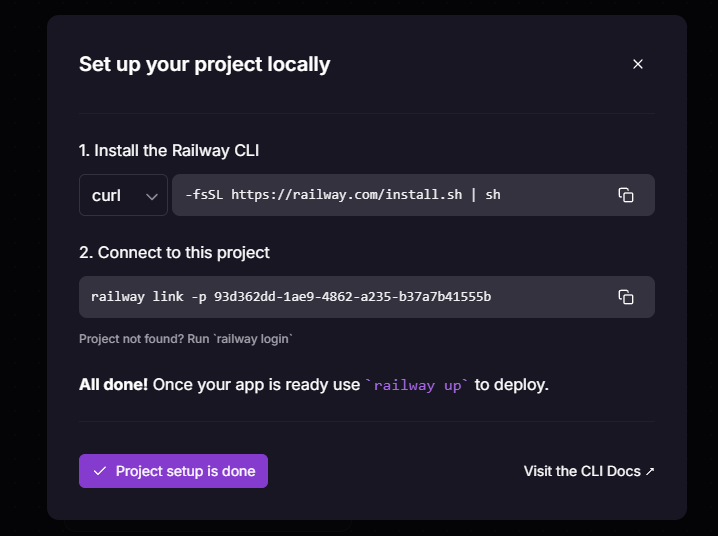 Set up your project locally
1. Install the Railway CLI
curl -fsSL https://railway.com/install.sh | sh
2. Connect to this project
railway link -p 93d362dd-1ae9-4862-a235-b37a7b41555b
Project not found? Run `railway login`
All done! Once your app is ready use `railway up` to deploy.
Project setup is done
Visit the CLI Docs ↗